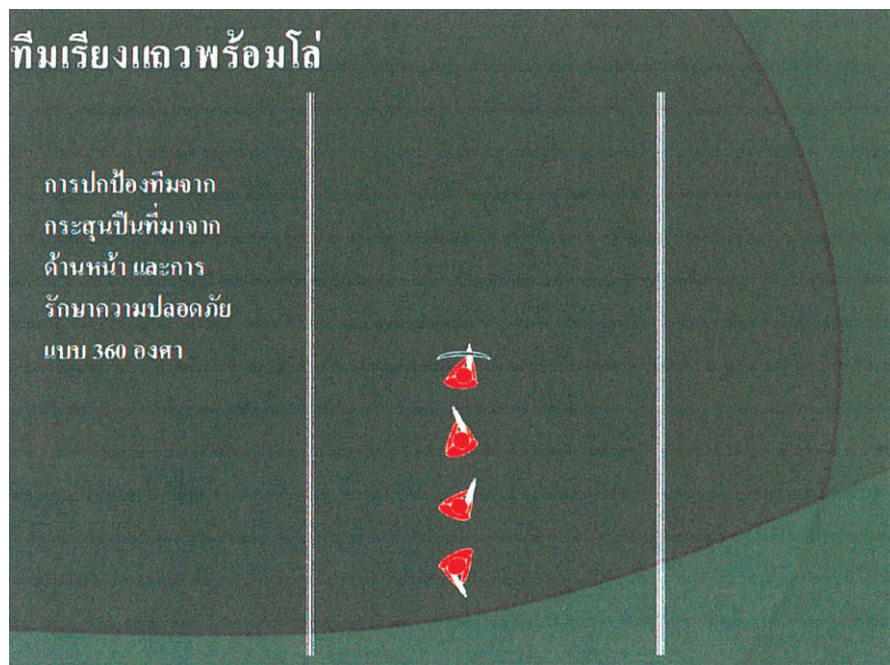 ทีมเรียงแถวพร้อมโล่
การปกป้องทีมจาก
กระสุนปืนที่มาจาก
ด้านหน้า และการ
รักษาความปลอดภัย
แบบ 360 องศา